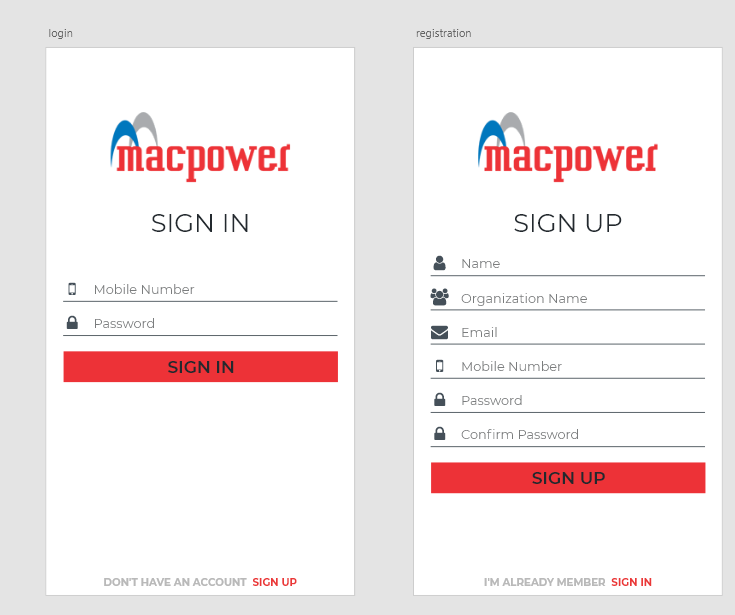 login
macpower
SIGN IN
Mobile Number
Password
SIGN IN
DON'T HAVE AN ACCOUNT SIGN UP
registration
macpower
SIGN UP
Name
Organization Name
Email
Mobile Number
Password
Confirm Password
SIGN UP
I'M ALREADY MEMBER SIGN IN